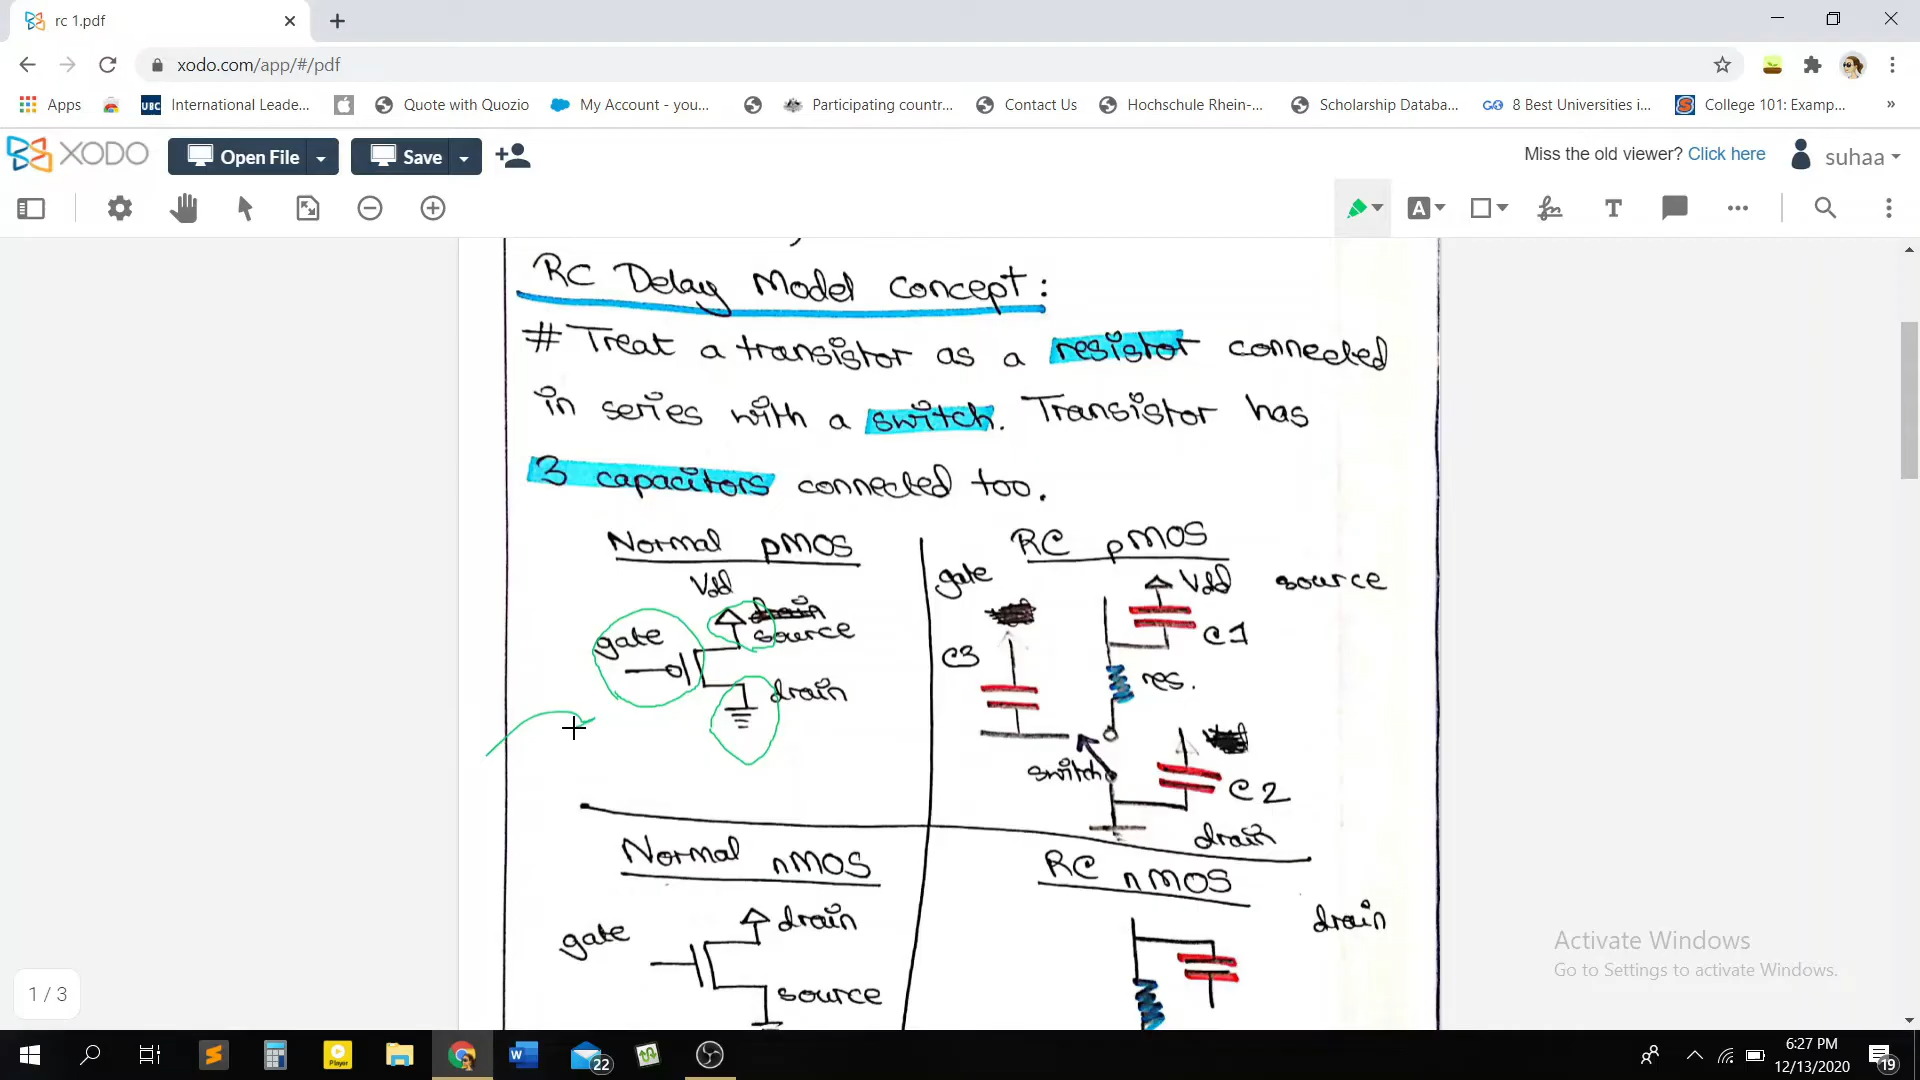 rc 1.pdf
xodo.com/app/#/pdf
Apps
UBC International Leade...
Quote with Quozio
My Account - you...
Participating countr...
Contact Us
Hochschule Rhein-...
Scholarship Databa...
8 Best Universities i...
College 101: Examp...
»
XODO
Open File
Save
Miss the old viewer? Click here
suhaa
A
T
RC Delay Model Concept:
# Treat a transistor as a resistor connected
in series with a switch. Transistor has
3 capacitors connected too.
Normal pMOS
Vdd
drain
source
gate
drain
RC pMOS
gate
Vdd
source
C1
C3
res.
switch
C2
drain
Normal nMOS
drain
gate
source
RC nMOS
drain
Activate Windows
Go to Settings to activate Windows.
1 / 3
Player
W
22
6:27 PM
12/13/2020
19